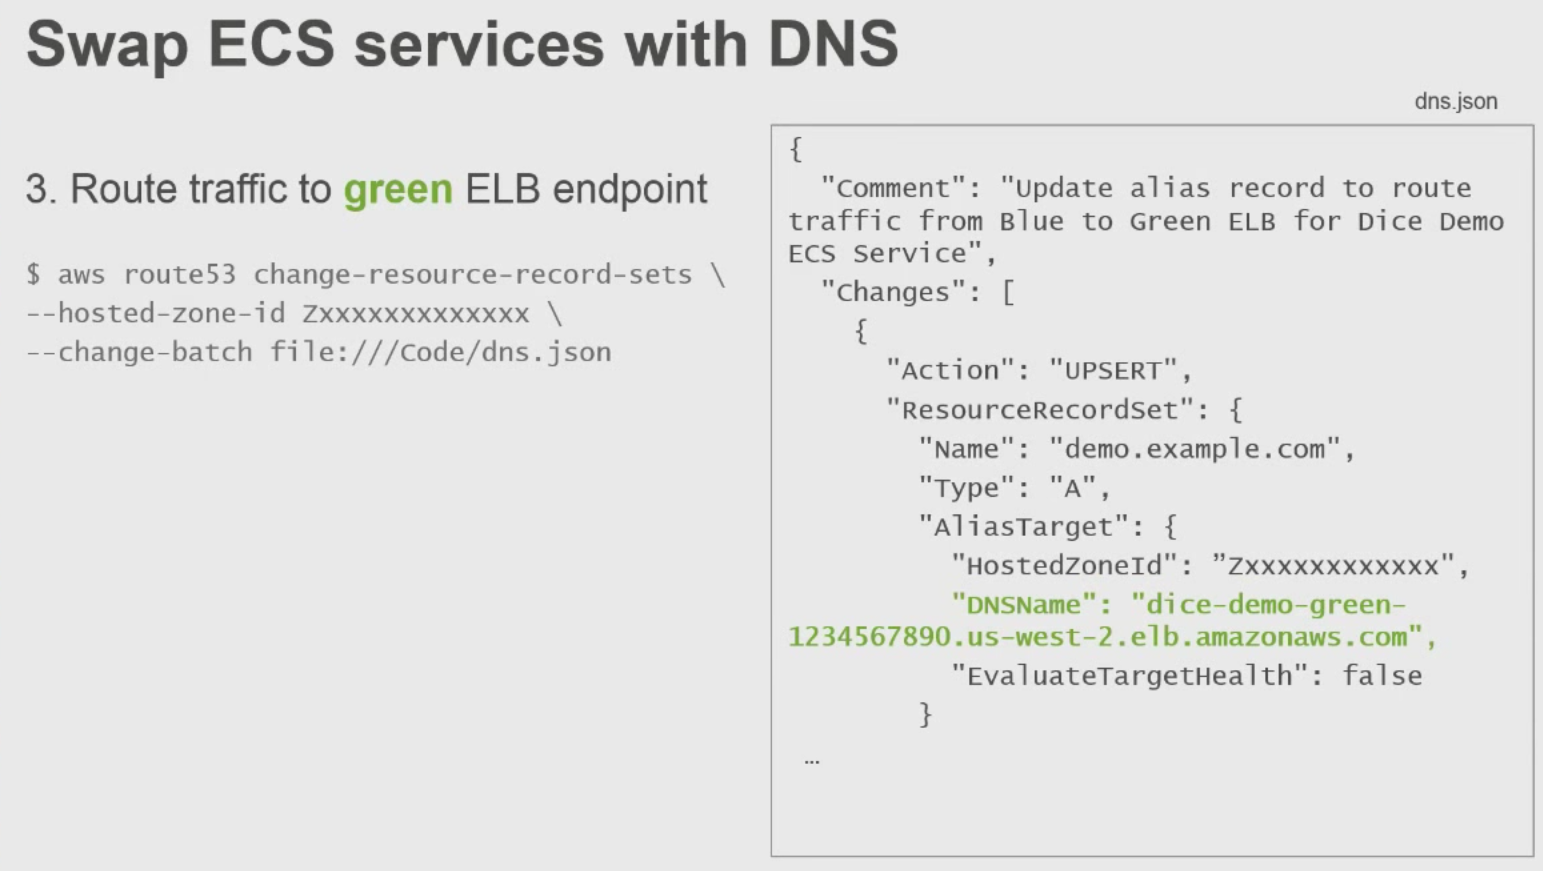 Swap ECS services with DNS
dns.json
3. Route traffic to green ELB endpoint
$ aws route53 change-resource-record-sets \
--hosted-zone-id Zxxxxxxxxxxxxx \
--change-batch file:///Code/dns.json
{
"Comment": "Update alias record to route
traffic from Blue to Green ELB for Dice Demo
ECS Service",
"Changes": [
{
"Action": "UPSERT",
"ResourceRecordSet": {
"Name": "demo.example.com",
"Type": "A",
"AliasTarget": {
"HostedZoneId": ”Zxxxxxxxxxxxx",
"DNSName": "dice-demo-green-
1234567890.us-west-2.elb.amazonaws.com",
"EvaluateTargetHealth": false
}
…